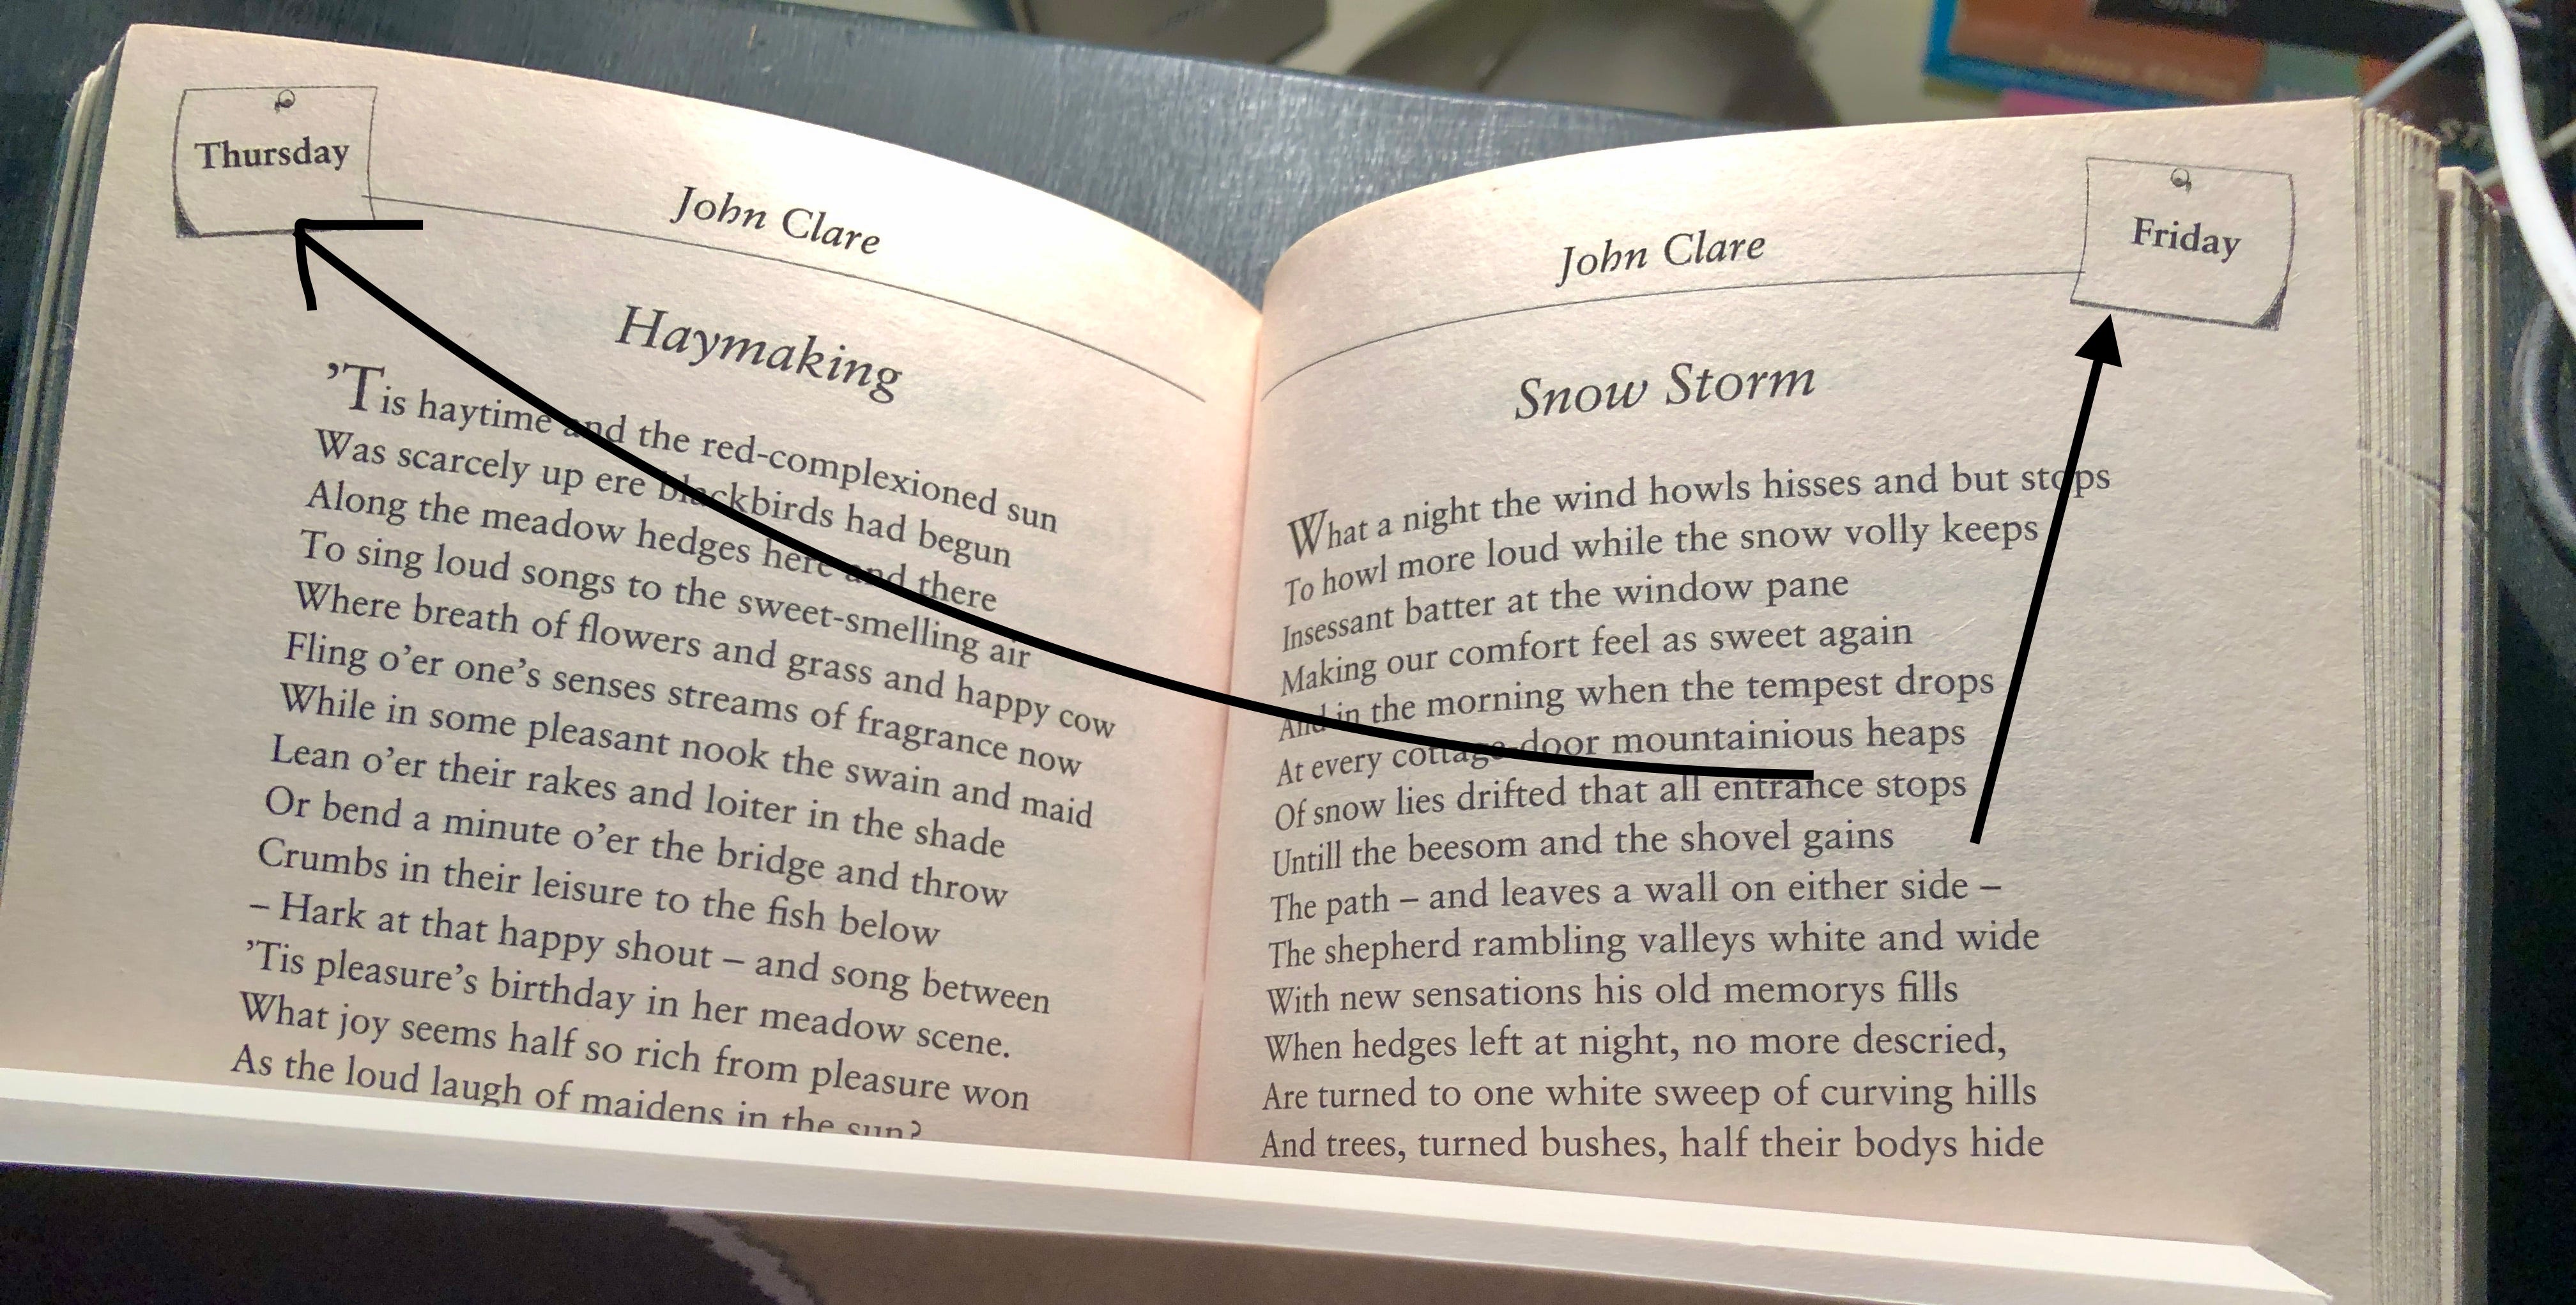 Thursday
John Clare
Haymaking
’Tis haytime and the red-complexioned sun
Was scarcely up ere blackbirds had begun
Along the meadow hedges here and there
To sing loud songs to the sweet-smelling air
Where breath of flowers and grass and happy cow
Fling o’er one’s senses streams of fragrance now
While in some pleasant nook the swain and maid
Lean o’er their rakes and loiter in the shade
Or bend a minute o’er the bridge and throw
Crumbs in their leisure to the fish below
– Hark at that happy shout – and song between
’Tis pleasure’s birthday in her meadow scene.
What joy seems half so rich from pleasure won
As the loud laugh of maidens in the sun?
Friday
John Clare
Snow Storm
What a night the wind howls hisses and but stops
To howl more loud while the snow volly keeps
Insessant batter at the window pane
Making our comfort feel as sweet again
And in the morning when the tempest drops
At every cottage door mountainious heaps
Of snow lies drifted that all entrance stops
Untill the beesom and the shovel gains
The path – and leaves a wall on either side –
The shepherd rambling valleys white and wide
With new sensations his old memorys fills
When hedges left at night, no more descried,
Are turned to one white sweep of curving hills
And trees, turned bushes, half their bodys hide